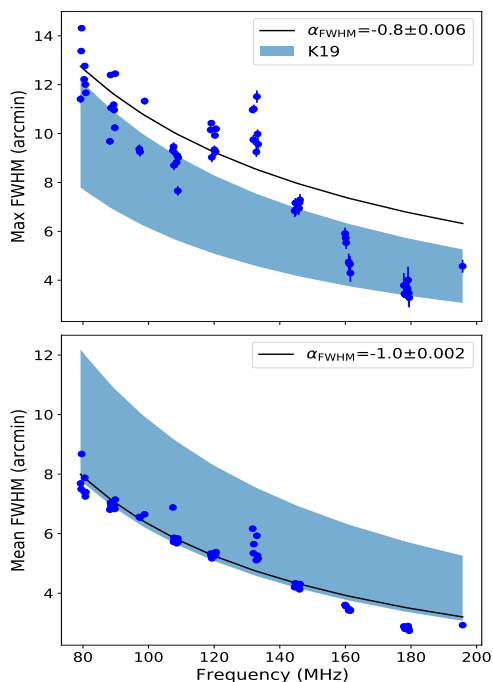 14
12
10
8
6
4
Max FWHM (arcmin)
α_FWHM=-0.8±0.006
K19
12
10
8
6
4
Mean FWHM (arcmin)
α_FWHM=-1.0±0.002
80 100 120 140 160 180 200
Frequency (MHz)